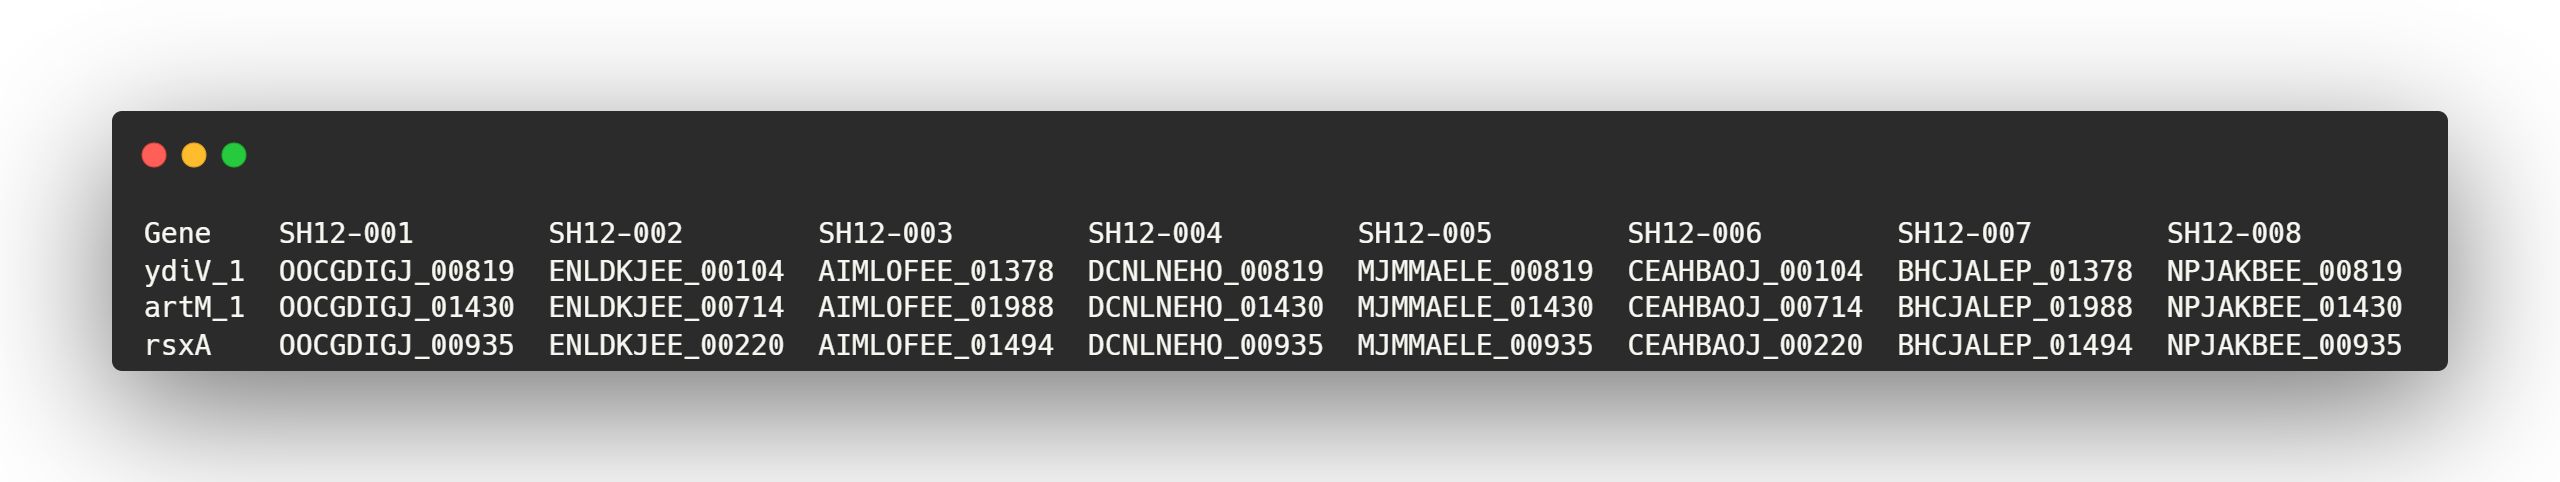 Gene    SH12-001        SH12-002        SH12-003        SH12-004        SH12-005        SH12-006        SH12-007        SH12-008
ydiV_1  OOCGDIGJ_00819  ENLDKJEE_00104  AIMLOFEE_01378  DCNLNEHO_00819  MJMMAELE_00819  CEAHBAOJ_00104  BHCJALEP_01378  NPJAKBEE_00819
artM_1  OOCGDIGJ_01430  ENLDKJEE_00714  AIMLOFEE_01988  DCNLNEHO_01430  MJMMAELE_01430  CEAHBAOJ_00714  BHCJALEP_01988  NPJAKBEE_01430
rsxA    OOCGDIGJ_00935  ENLDKJEE_00220  AIMLOFEE_01494  DCNLNEHO_00935  MJMMAELE_00935  CEAHBAOJ_00220  BHCJALEP_01494  NPJAKBEE_00935